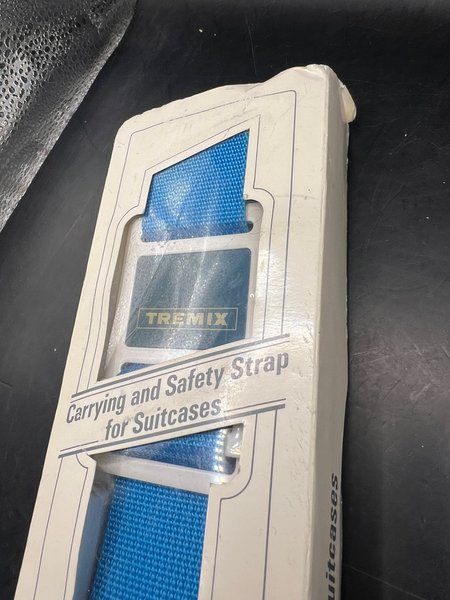 TREMIX
Carrying and Safety Strap
for Suitcases
uitcases